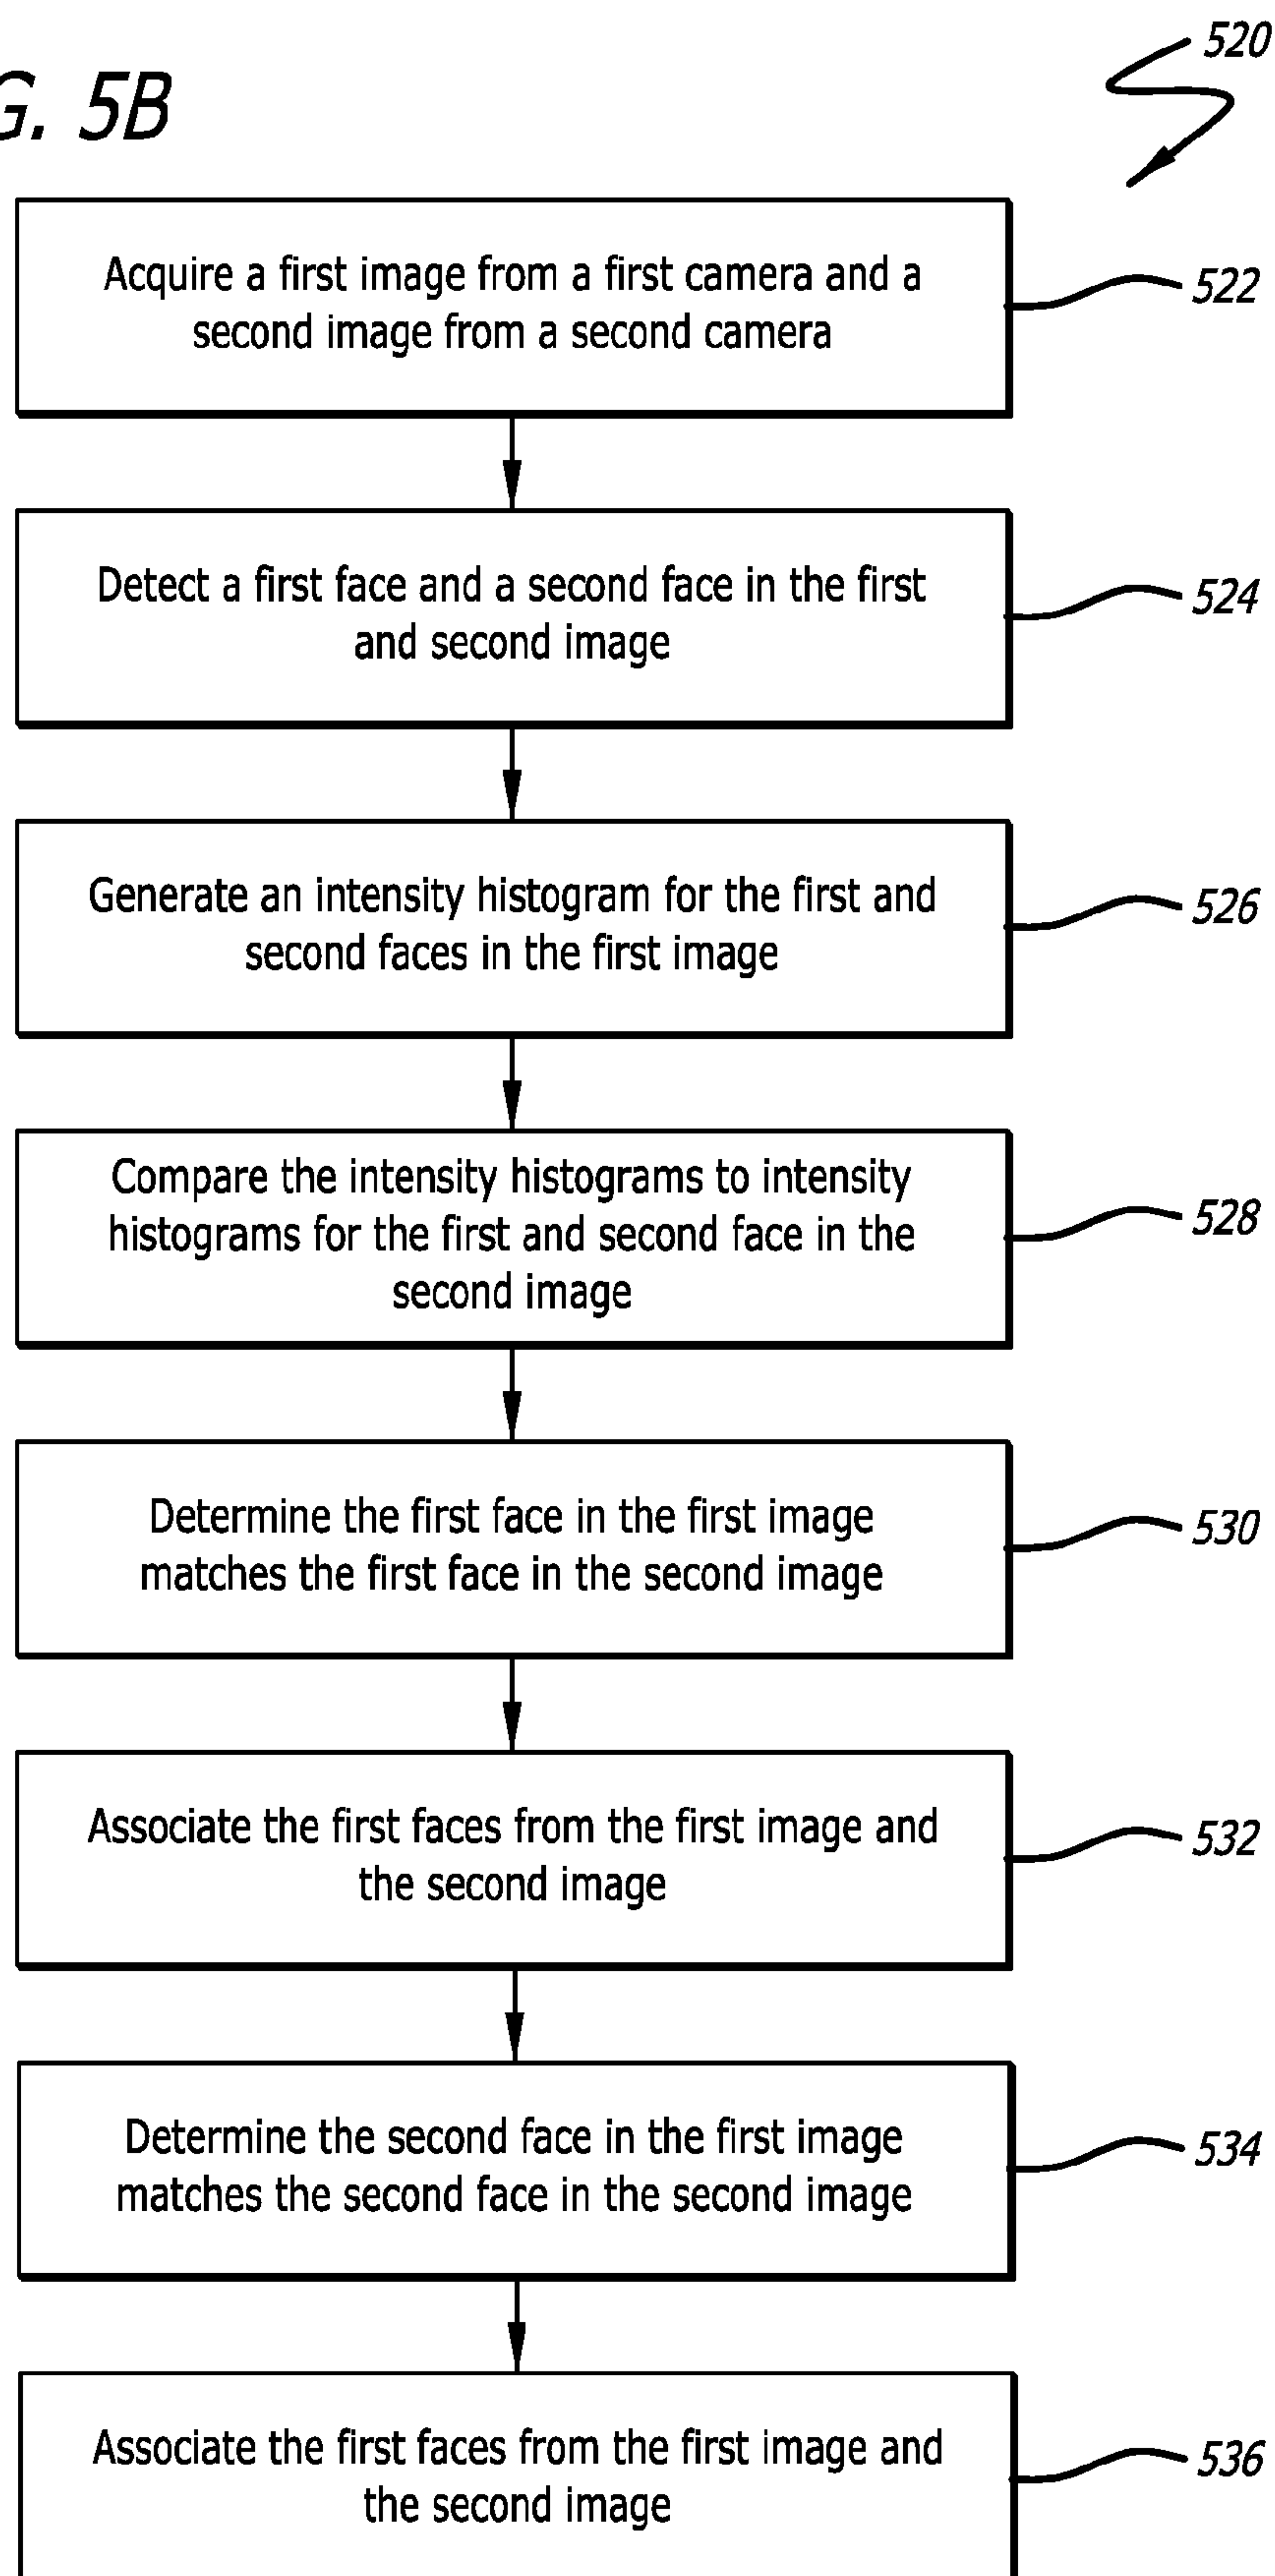 G. 5B
520
Acquire a first image from a first camera and a
second image from a second camera
522
Detect a first face and a second face in the first
and second image
524
Generate an intensity histogram for the first and
second faces in the first image
526
Compare the intensity histograms to intensity
histograms for the first and second face in the
second image
528
Determine the first face in the first image
matches the first face in the second image
530
Associate the first faces from the first image and
the second image
532
Determine the second face in the first image
matches the second face in the second image
534
Associate the first faces from the first image and
the second image
536